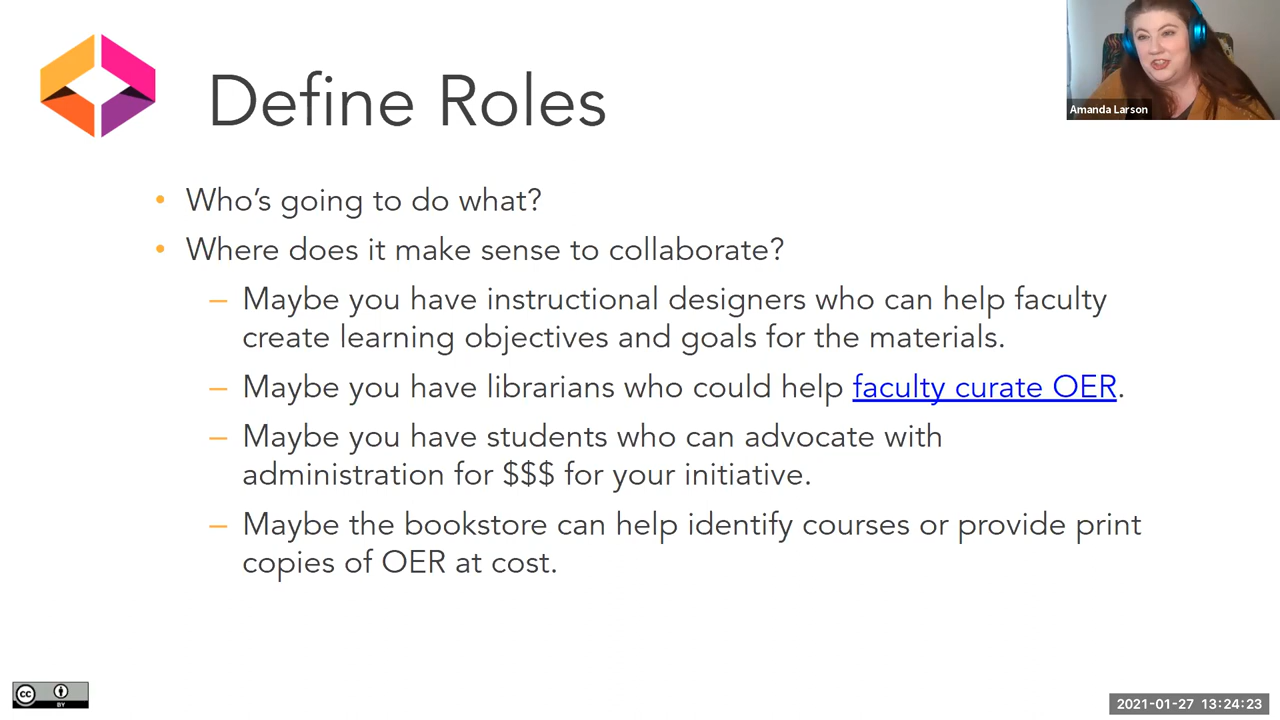 Define Roles
Amanda Larson
• Who’s going to do what?
• Where does it make sense to collaborate?
– Maybe you have instructional designers who can help faculty
create learning objectives and goals for the materials.
– Maybe you have librarians who could help faculty curate OER.
– Maybe you have students who can advocate with
administration for $$$ for your initiative.
– Maybe the bookstore can help identify courses or provide print
copies of OER at cost.
cc
BY
2021-01-27 13:24:23